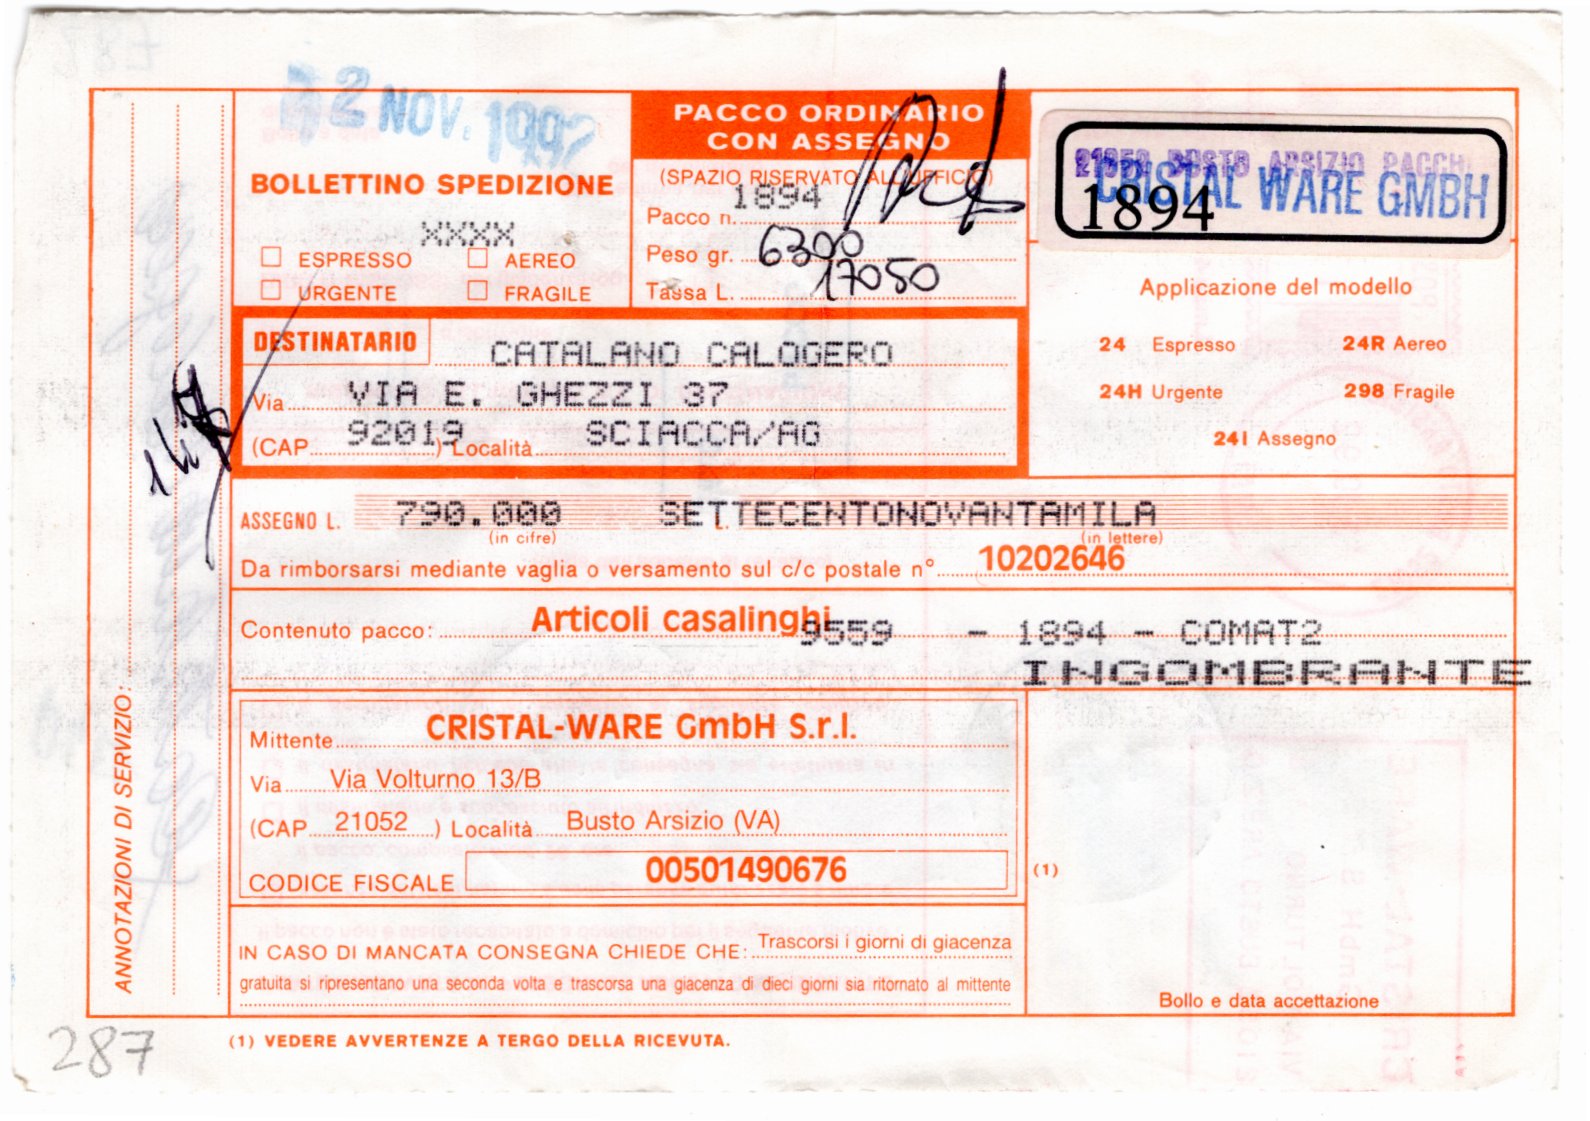 2 NOV. 1992
PACCO ORDINARIO
CON ASSEGNO
BOLLETTINO SPEDIZIONE
XXXX
ESPRESSO
AEREO
URGENTE
FRAGILE
(SPAZIO RISERVATO ALL'UFFICIO)
Pacco n. 1894
Peso gr. 6300
Tassa L. 17050
21052 BUSTO ARSIZIO PACCHI
CRISTAL WARE GMBH
1894
Applicazione del modello
24 Espresso
24R Aereo
24H Urgente
298 Fragile
24I Assegno
DESTINATARIO CATALANO CALOGERO
Via VIA E. GHEZZI 37
(CAP 92019 ) Località SCIACCA/AG
ASSEGNO L. 790.000 L. SETTECENTONOVANTAMILA
(in cifre) (in lettere)
Da rimborsarsi mediante vaglia o versamento sul c/c postale n° 10202646
Contenuto pacco: Articoli casalinghi 9559 - 1894 - COMAT2
INGOMBRANTE
Mittente CRISTAL-WARE GmbH S.r.l.
Via Via Volturno 13/B
(CAP 21052 ) Località Busto Arsizio (VA)
CODICE FISCALE 00501490676
(1)
IN CASO DI MANCATA CONSEGNA CHIEDE CHE: Trascorsi i giorni di giacenza
gratuita si ripresentano una seconda volta e trascorsa una giacenza di dieci giorni sia ritornato al mittente
Bollo e data accettazione
ANNOTAZIONI DI SERVIZIO:
(1) VEDERE AVVERTENZE A TERGO DELLA RICEVUTA.
287